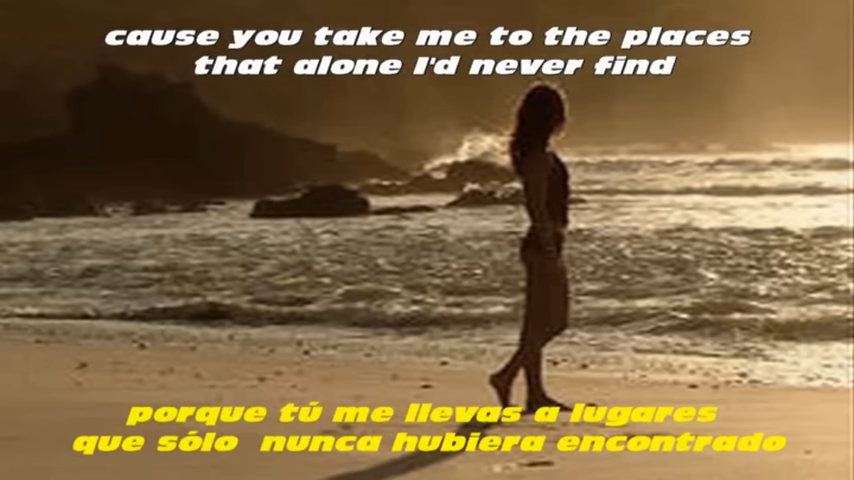 cause you take me to the places
that alone I'd never find
porque tú me llevas a lugares
que sólo nunca hubiera encontrado